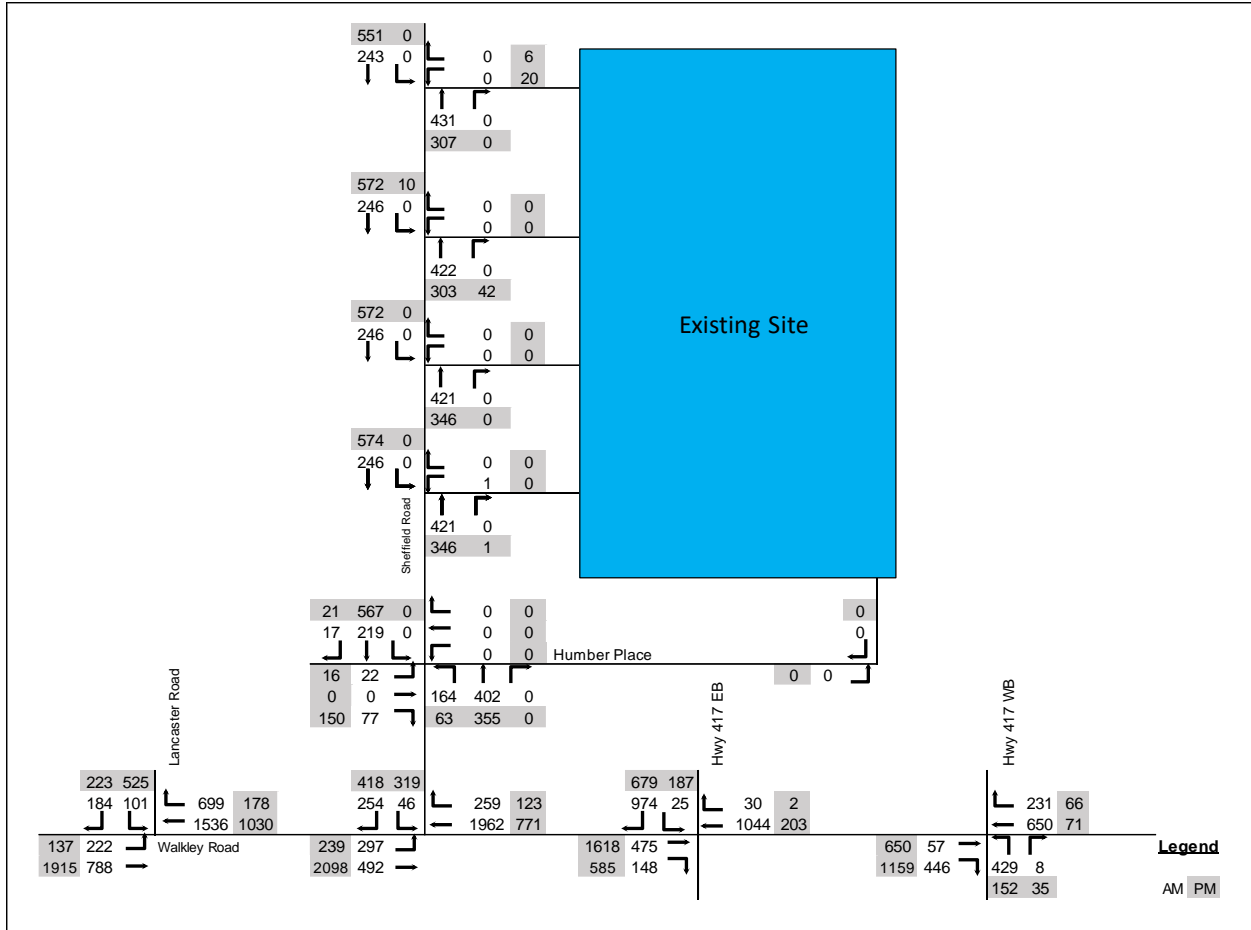 551 0
243 0 0 6
0 20
431 0
307 0
572 10
246 0 0 0
0 0
422 0
303 42
572 0
246 0 0 0
0 0
Existing Site
421 0
346 0
574 0
246 0 0 0
1 0
Sheffield Road
421 0
346 1
21 567 0 0 0 0
17 219 0 0 0 0
0 0 Humber Place
16 22 0 0
0 0 164 402 0
150 77 63 355 0
Lancaster Road
Hwy 417 EB
Hwy 417 WB
223 525 418 319 679 187
184 101 699 178 254 46 259 123 974 25 30 2 231 66
1536 1030 1962 771 1044 203 650 71
137 222 Walkley Road 239 297 1618 475 650 57 Legend
1915 788 2098 492 585 148 1159 446 429 8
152 35 AM PM